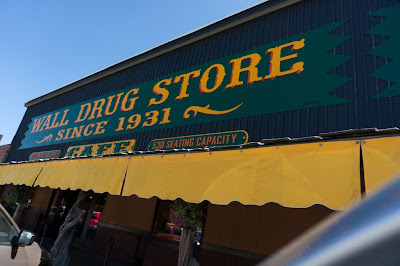 WALL DRUG STORE
SINCE 1931
CAFE
530 SEATING CAPACITY